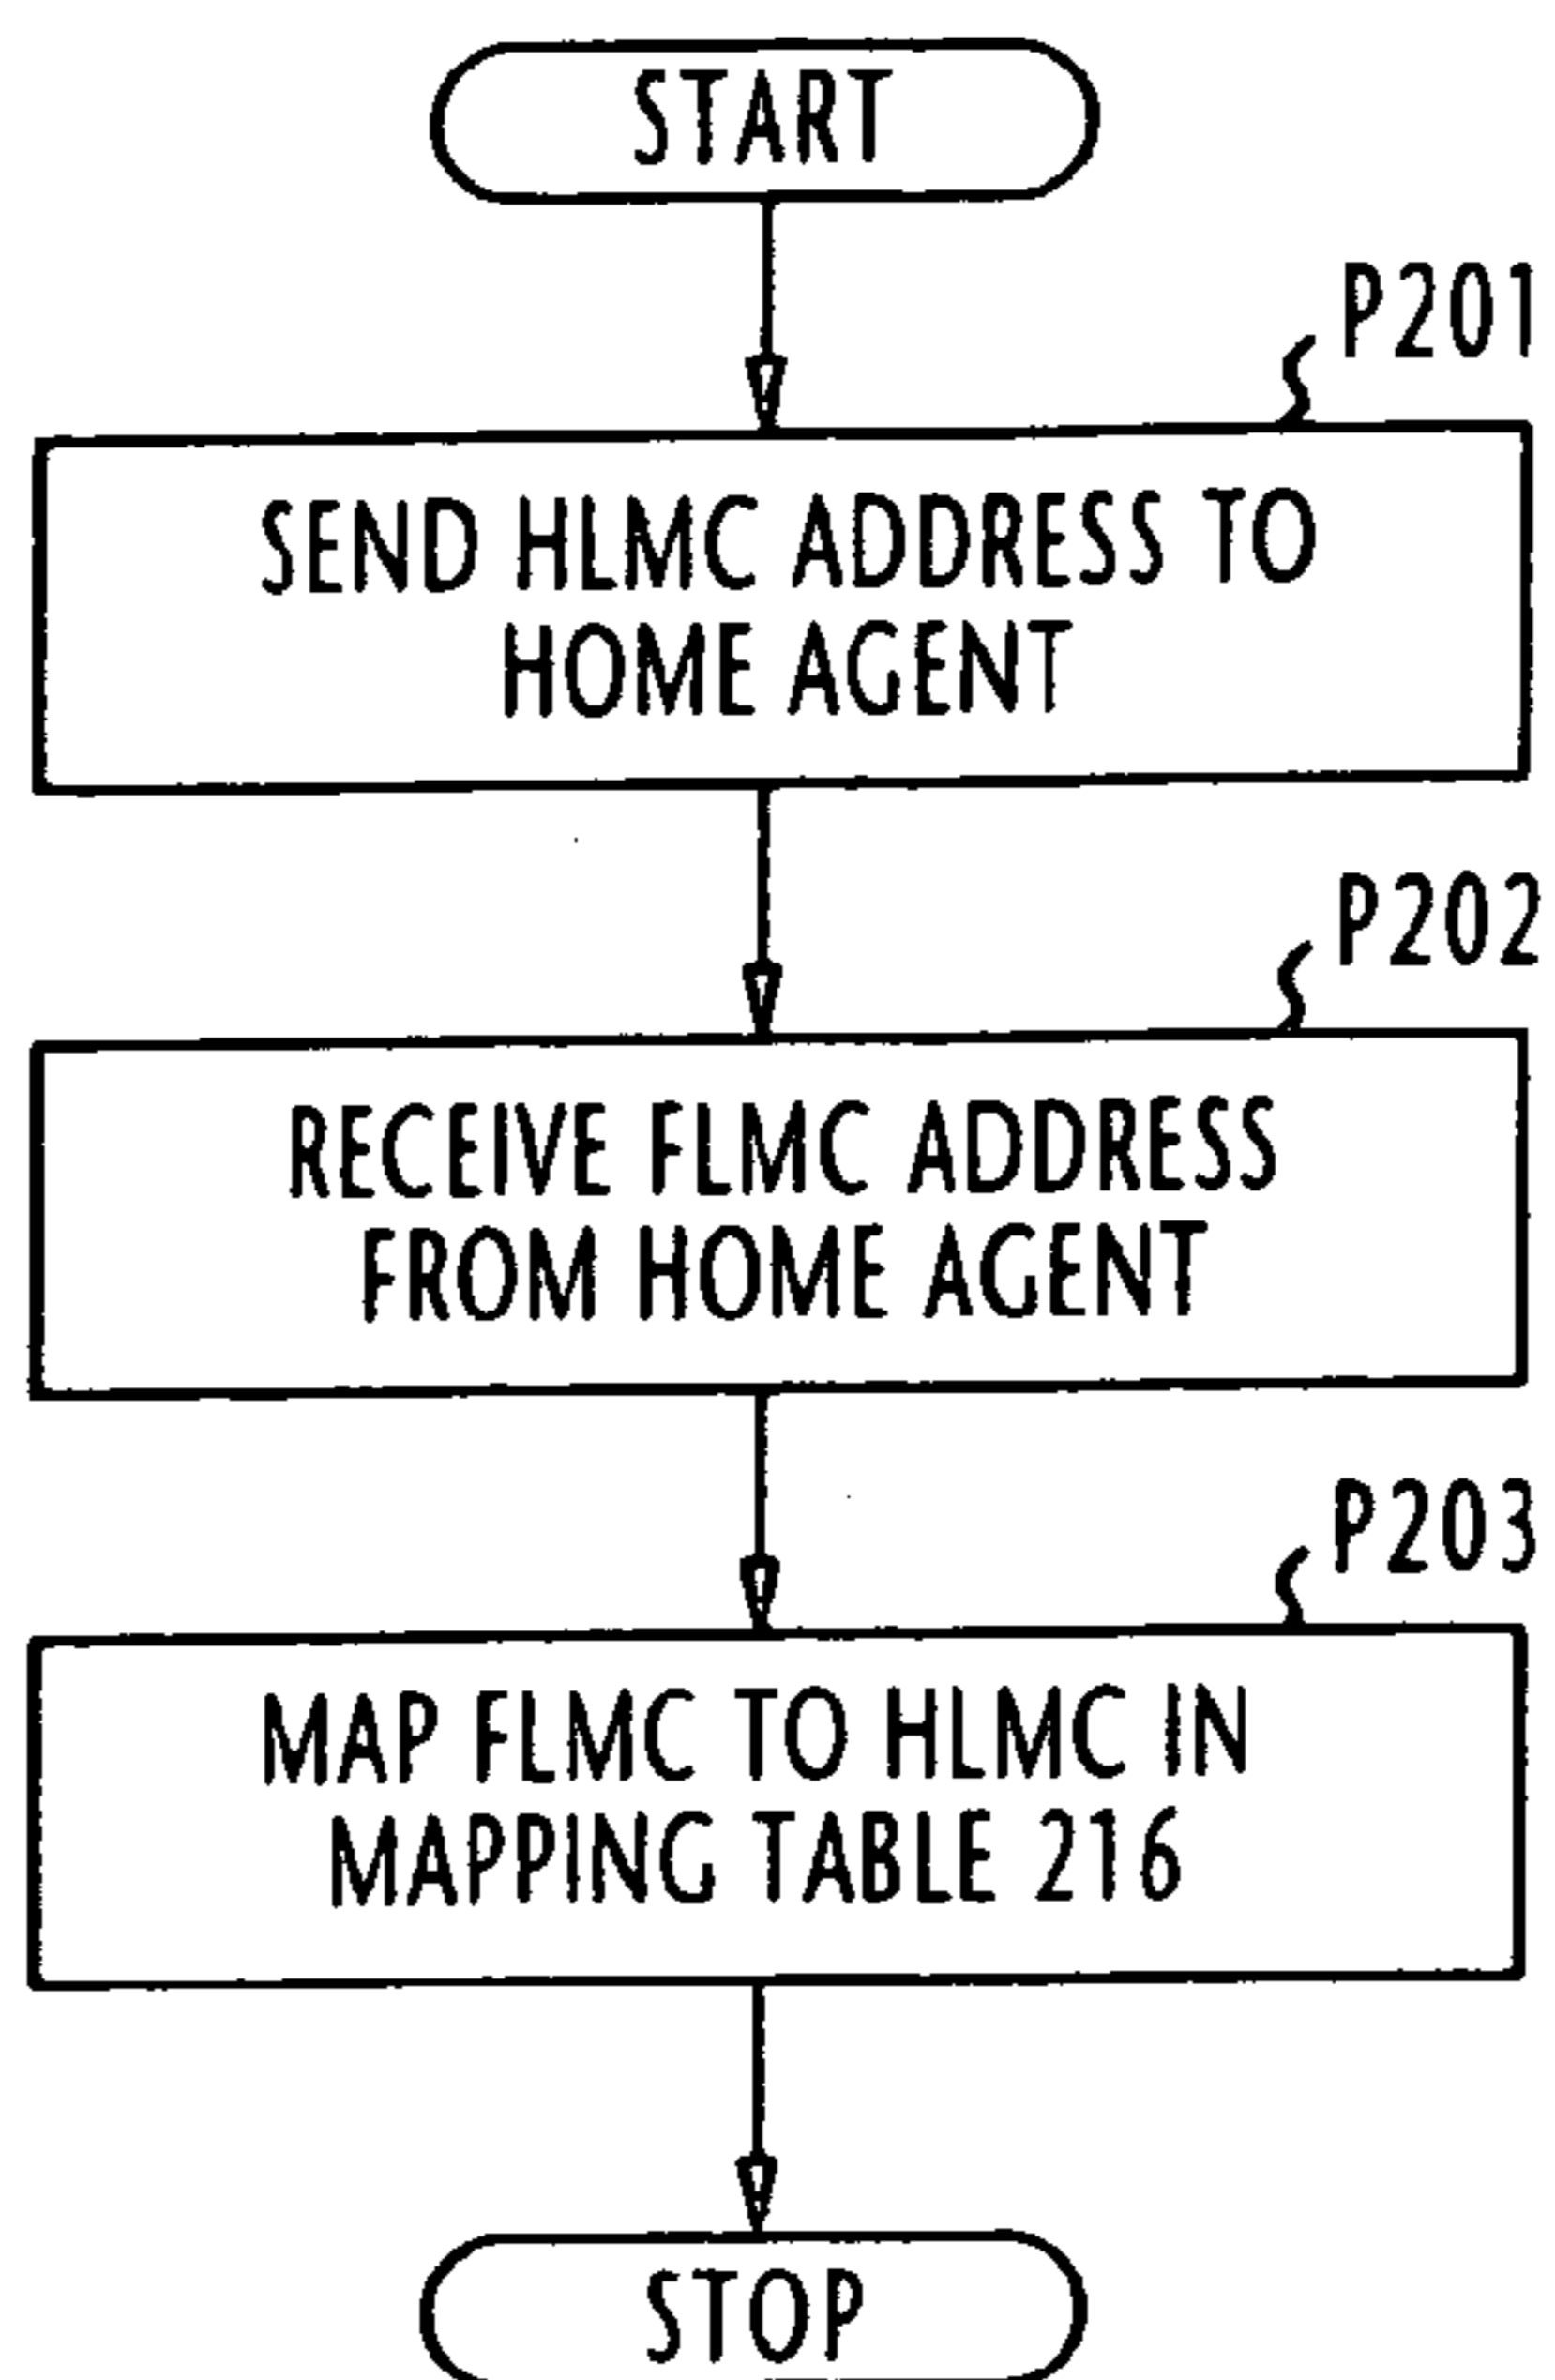 START
P201
SEND HLMC ADDRESS TO
HOME AGENT
P202
RECEIVE FLMC ADDRESS
FROM HOME AGENT
P203
MAP FLMC TO HLMC IN
MAPPING TABLE 216
STOP